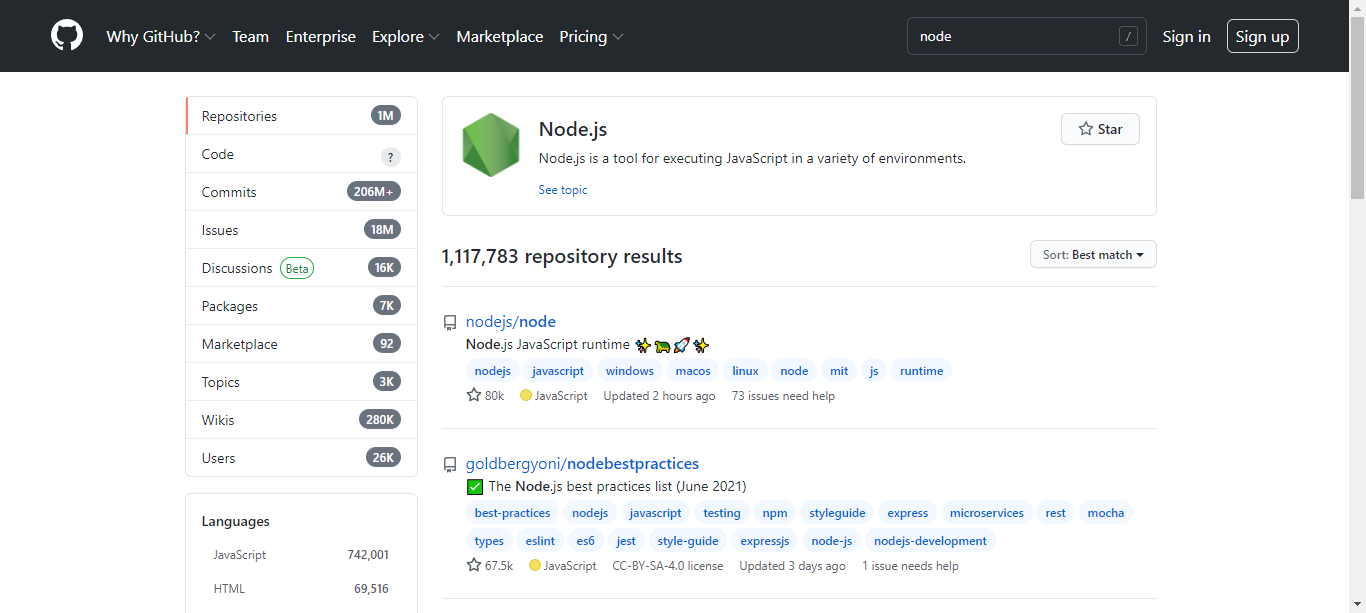 Why GitHub? Team Enterprise Explore Marketplace Pricing node / Sign in Sign up
Repositories 1M
Code ?
Commits 206M+
Issues 18M
Discussions Beta 16K
Packages 7K
Marketplace 92
Topics 3K
Wikis 280K
Users 26K
Languages
JavaScript 742,001
HTML 69,516
Node.js
Star
Node.js is a tool for executing JavaScript in a variety of environments.
See topic
1,117,783 repository results
Sort: Best match
nodejs/node
Node.js JavaScript runtime ✨🐢🚀✨
nodejs javascript windows macos linux node mit js runtime
80k JavaScript Updated 2 hours ago 73 issues need help
goldbergyoni/nodebestpractices
✅ The Node.js best practices list (June 2021)
best-practices nodejs javascript testing npm styleguide express microservices rest mocha
types eslint es6 jest style-guide expressjs node-js nodejs-development
67.5k JavaScript CC-BY-SA-4.0 license Updated 3 days ago 1 issue needs help